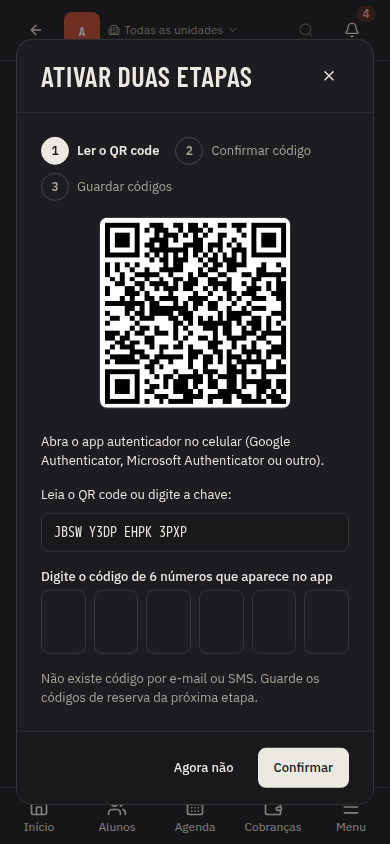 A
Todas as unidades
4
ATIVAR DUAS ETAPAS
1 Ler o QR code
2 Confirmar código
3 Guardar códigos
Abra o app autenticador no celular (Google
Authenticator, Microsoft Authenticator ou outro).
Leia o QR code ou digite a chave:
JBSW Y3DP EHPK 3PXP
Digite o código de 6 números que aparece no app
Não existe código por e-mail ou SMS. Guarde os
códigos de reserva da próxima etapa.
Agora não
Confirmar
Início
Alunos
Agenda
Cobranças
Menu